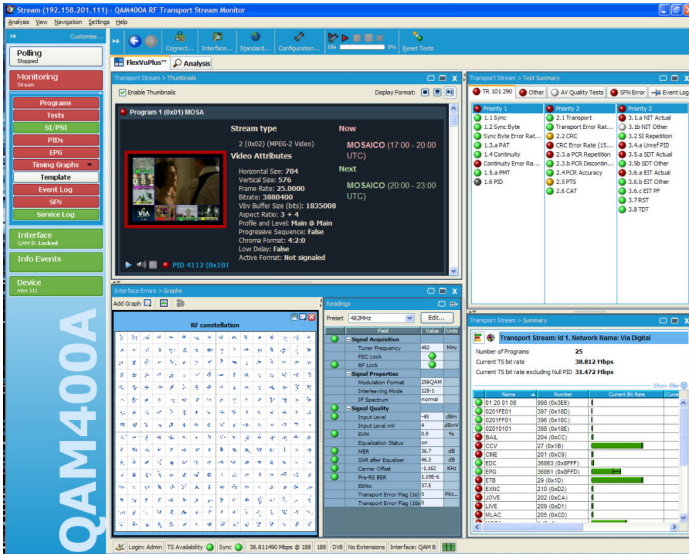 Stream (192.158.201.111) - QAM400A RF Transport Stream Monitor
Analysis View Navigation Settings Help
Customise...
Polling
Stopped
Monitoring
Stream
Programs
Tests
SI/PSI
PIDs
EPG
Timing Graphs
Template
Event Log
SFN
Service Log
Interface
QAM B: Locked
Info Events
Device
QAM400A
Connect... Interface... Standard... Configuration... Idle 0% Reset Tests
FlexVuPlus** Analysis
Transport Stream > Thumbnails
Enable Thumbnails
Display Format:
Program 1 (0x01) MOSA
Stream type
2 (0x02) (MPEG-2 Video)
Video Attributes
Horizontal Size: 704
Vertical Size: 576
Frame Rate: 25.0000
Bitrate: 3880400
Vbv Buffer Size (bits): 1835008
Aspect Ratio: 3 + 4
Profile and Level: Main @ Main
Progressive Sequence: False
Chroma Format: 4:2:0
Low Delay: False
Active Format: Not signaled
Now
MOSAICO (17:00 - 20:00 UTC)
Next
MOSAICO (20:00 - 23:00 UTC)
VIA
PID 4112 (0x101
Transport Stream > Test Summary
TR 101 290 Other AV Quality Tests SFN Error Event Log
Priority 1
1.1 Sync
1.2 Sync Byte
Sync Byte Error Rat...
1.3.a PAT
1.4 Continuity
Continuity Error Ra...
1.5.a PMT
1.6 PID
Priority 2
2.1 Transport
Transport Error Rat...
2.2 CRC
CRC Error Rate (15...
2.3.a PCR Repetition
2.3.b PCR Discontin...
2.4 PCR Accuracy
2.5 PTS
2.6 CAT
Priority 3
3.1.a NIT Actual
3.1b NIT Other
3.2 SI Repetition
3.4.a Unref PID
3.5.a SDT Actual
3.5b SDT Other
3.6.a EIT Actual
3.6.b EIT Other
3.6.c EIT PF
3.7 RST
3.8 TDT
Interface Errors > Graphs
Add Graph
RF constellation
Readings
Preset 482MHz Edit...
Field Value Units
Signal Acquisition
Tuner Frequency 482 MHz
FEC Lock
RF Lock
Signal Properties
Modulation Format 256QAM
Interleaving Mode 128-1
IF Spectrum normal
Signal Quality
Input Level -45 dBm
Input Level mV 4 dBmV
EVM 0.9 %
Equalisation Status on
MER 36.7 dB
SNR after Equalizer 46.3 dB
Carrier Offset -1.162 KHz
Pre-RS BER 1.19E-6
EbNo 37.5
Transport Error Flag (1s) 0 Pkt...
Transport Error Flag (10s) 0
Transport Stream > Summary
Transport Stream: id 1, Network Name: Via Digital
Number of Programs 25
Current TS bit rate 38.812 Mbps
Current TS bit rate excluding Null PID 31.672 Mbps
Show filter
Name Number Current Bit Rate
01 20 01 08 998 (0x3E6)
0201FE01 397 (0x18D)
0201FF01 396 (0x18C)
02010101 398 (0x18E)
BAIL 204 (0xCC)
CCV 27 (0x1B)
CINE 201 (0xC9)
EDC 36863 (0x8FFF)
EPG 36861 (0x8FFD)
ETB 29 (0x1D)
EXNC 210 (0xD2)
JOVE 202 (0xCA)
LIVE 209 (0xD1)
MLAC 205 (0xCD)
Login: Admin TS Availability Sync 38.811490 Mbps @ 188 188 DVB No Extensions Interface: QAM B